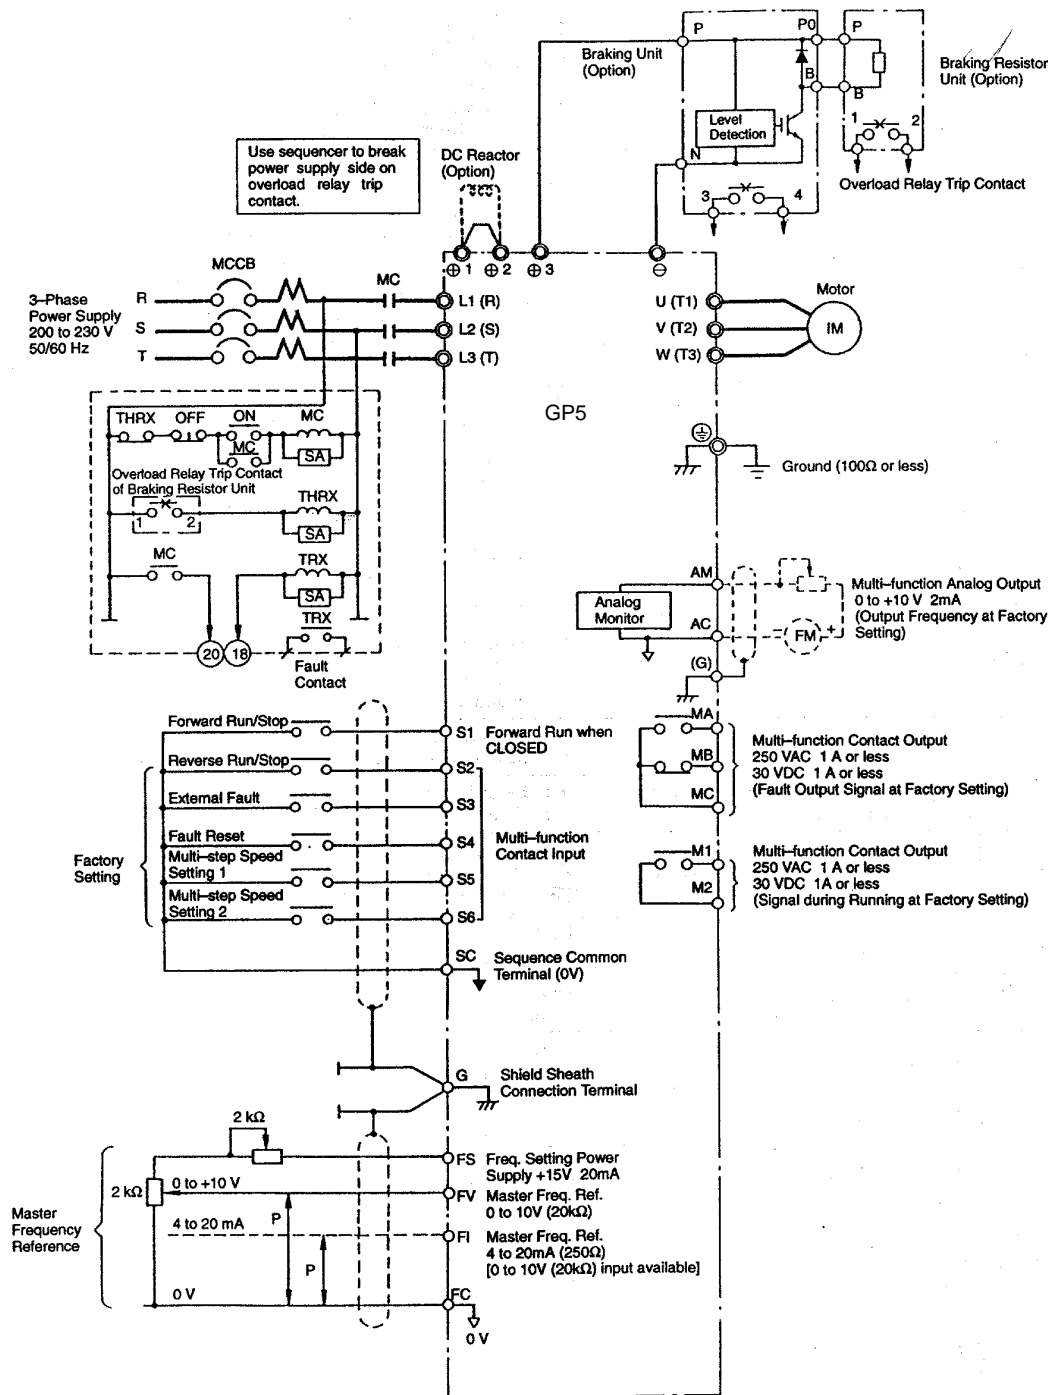 P
P0
P
Braking Unit
(Option)
Braking Resistor
Unit (Option)
B
B
Level
Detection
1
2
N
Overload Relay Trip Contact
3
4
Use sequencer to break
power supply side on
overload relay trip
contact.
DC Reactor
(Option)
⊕ 1
⊕ 2
⊕ 3
⊖
MCCB
MC
3–Phase
Power Supply
200 to 230 V
50/60 Hz
R
S
T
L1 (R)
L2 (S)
L3 (T)
U (T1)
V (T2)
W (T3)
Motor
IM
GP5
THRX
OFF
ON
MC
MC
SA
Overload Relay Trip Contact
of Braking Resistor Unit
1
2
THRX
SA
MC
TRX
SA
TRX
20
18
Fault
Contact
Ground (100Ω or less)
AM
Analog
Monitor
AC
FM
+
–
(G)
Multi–function Analog Output
0 to +10 V 2mA
(Output Frequency at Factory
Setting)
MA
MB
MC
Multi–function Contact Output
250 VAC 1 A or less
30 VDC 1 A or less
(Fault Output Signal at Factory Setting)
M1
M2
Multi–function Contact Output
250 VAC 1 A or less
30 VDC 1A or less
(Signal during Running at Factory Setting)
Forward Run/Stop
S1
Forward Run when
CLOSED
Reverse Run/Stop
S2
External Fault
S3
Fault Reset
S4
Multi–step Speed
Setting 1
S5
Multi–step Speed
Setting 2
S6
Factory
Setting
Multi–function
Contact Input
SC
Sequence Common
Terminal (0V)
G
Shield Sheath
Connection Terminal
2 kΩ
FS
Freq. Setting Power
Supply +15V 20mA
2 kΩ
0 to +10 V
FV
Master Freq. Ref.
0 to 10V (20kΩ)
Master
Frequency
Reference
4 to 20 mA
P
P
FI
Master Freq. Ref.
4 to 20mA (250Ω)
[0 to 10V (20kΩ) input available]
0 V
FC
0 V